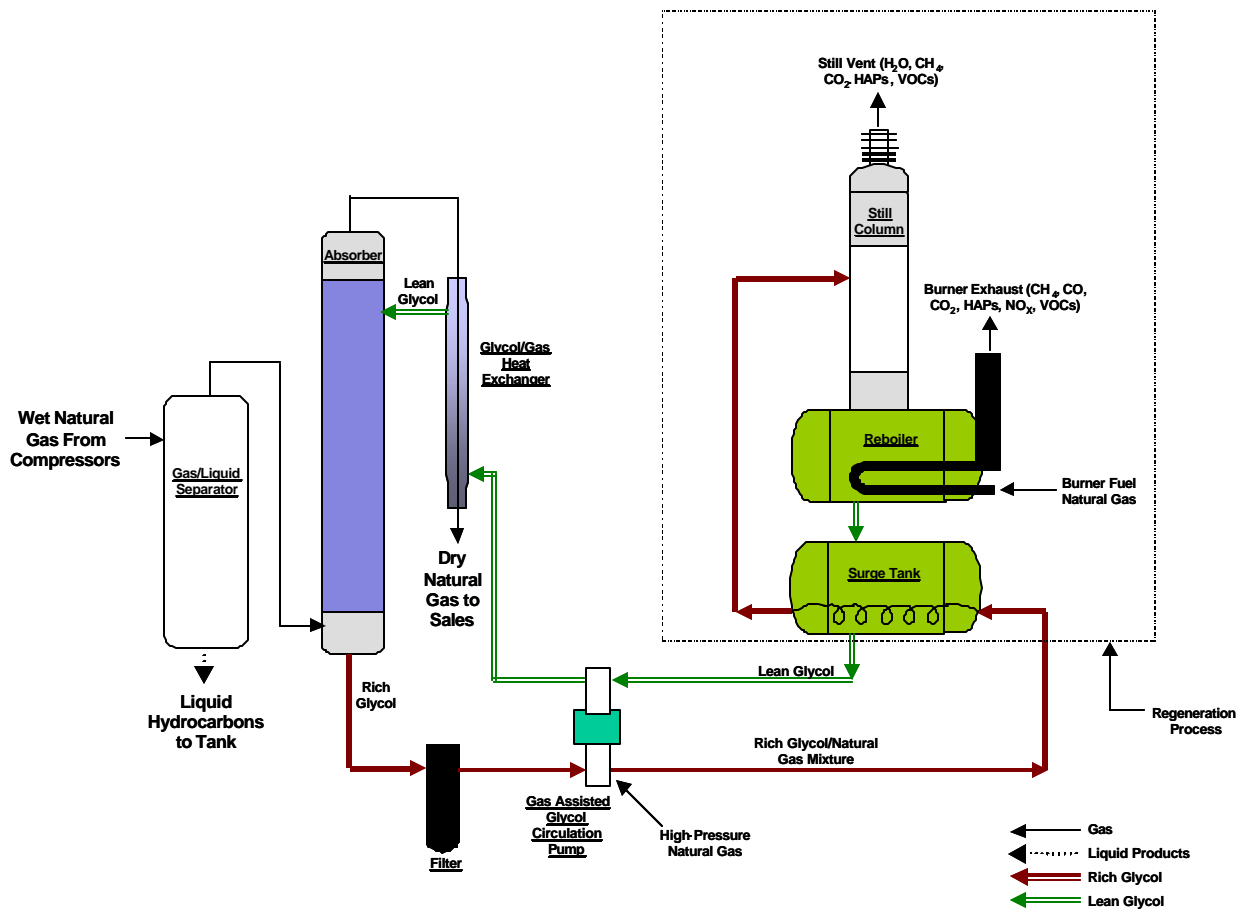 Still Vent (H2O, CH4,
CO2, HAPs, VOCs)
Still
Column
Absorber
Lean
Glycol
Burner Exhaust (CH4, CO,
CO2, HAPs, NOX, VOCs)
Glycol/Gas
Heat
Exchanger
Wet Natural
Gas From
Compressors
Gas/Liquid
Separator
Reboiler
Burner Fuel
Natural Gas
Dry
Natural
Gas to
Sales
Surge Tank
Rich
Glycol
Lean Glycol
Liquid
Hydrocarbons
to Tank
Regeneration
Process
Rich Glycol/Natural
Gas Mixture
Gas Assisted
Glycol
Circulation
Pump
High-Pressure
Natural Gas
Filter
Gas
Liquid Products
Rich Glycol
Lean Glycol